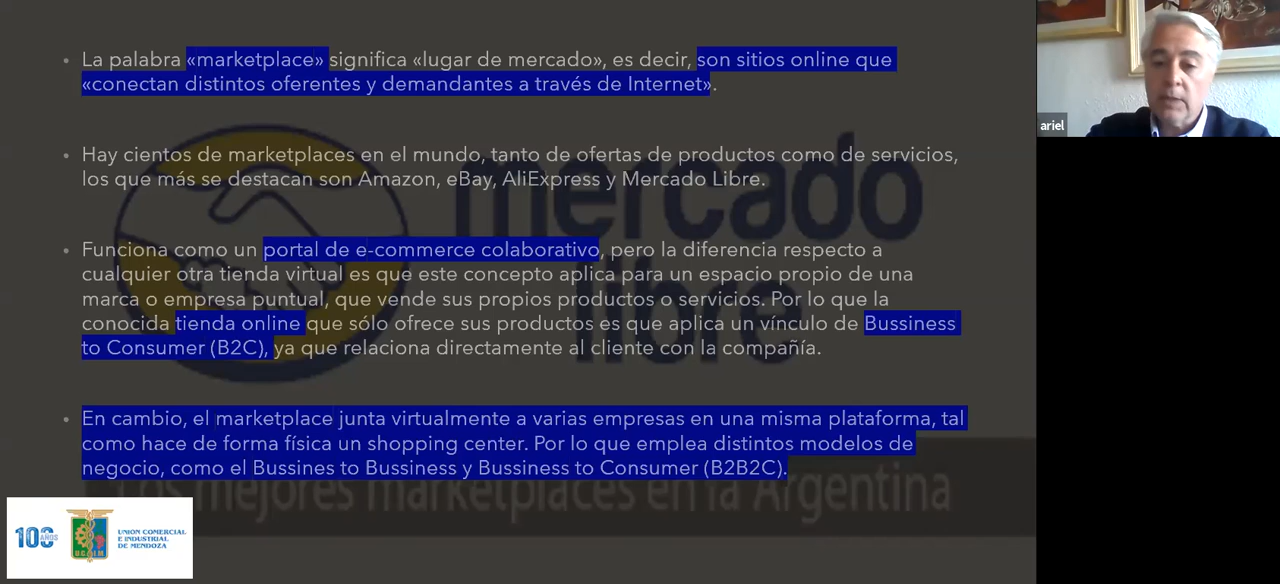 La palabra «marketplace» significa «lugar de mercado», es decir, son sitios online que
«conectan distintos oferentes y demandantes a través de Internet».
Hay cientos de marketplaces en el mundo, tanto de ofertas de productos como de servicios,
los que más se destacan son Amazon, eBay, AliExpress y Mercado Libre.
Funciona como un portal de e-commerce colaborativo, pero la diferencia respecto a
cualquier otra tienda virtual es que este concepto aplica para un espacio propio de una
marca o empresa puntual, que vende sus propios productos o servicios. Por lo que la
conocida tienda online que sólo ofrece sus productos es que aplica un vínculo de Bussiness
to Consumer (B2C), ya que relaciona directamente al cliente con la compañía.
En cambio, el marketplace junta virtualmente a varias empresas en una misma plataforma, tal
como hace de forma física un shopping center. Por lo que emplea distintos modelos de
negocio, como el Bussines to Bussiness y Bussiness to Consumer (B2B2C).
mercado
libre
Los mejores marketplaces en la Argentina
ariel
100 AÑOS
U.C.I.M.
UNION COMERCIAL
E INDUSTRIAL
DE MENDOZA